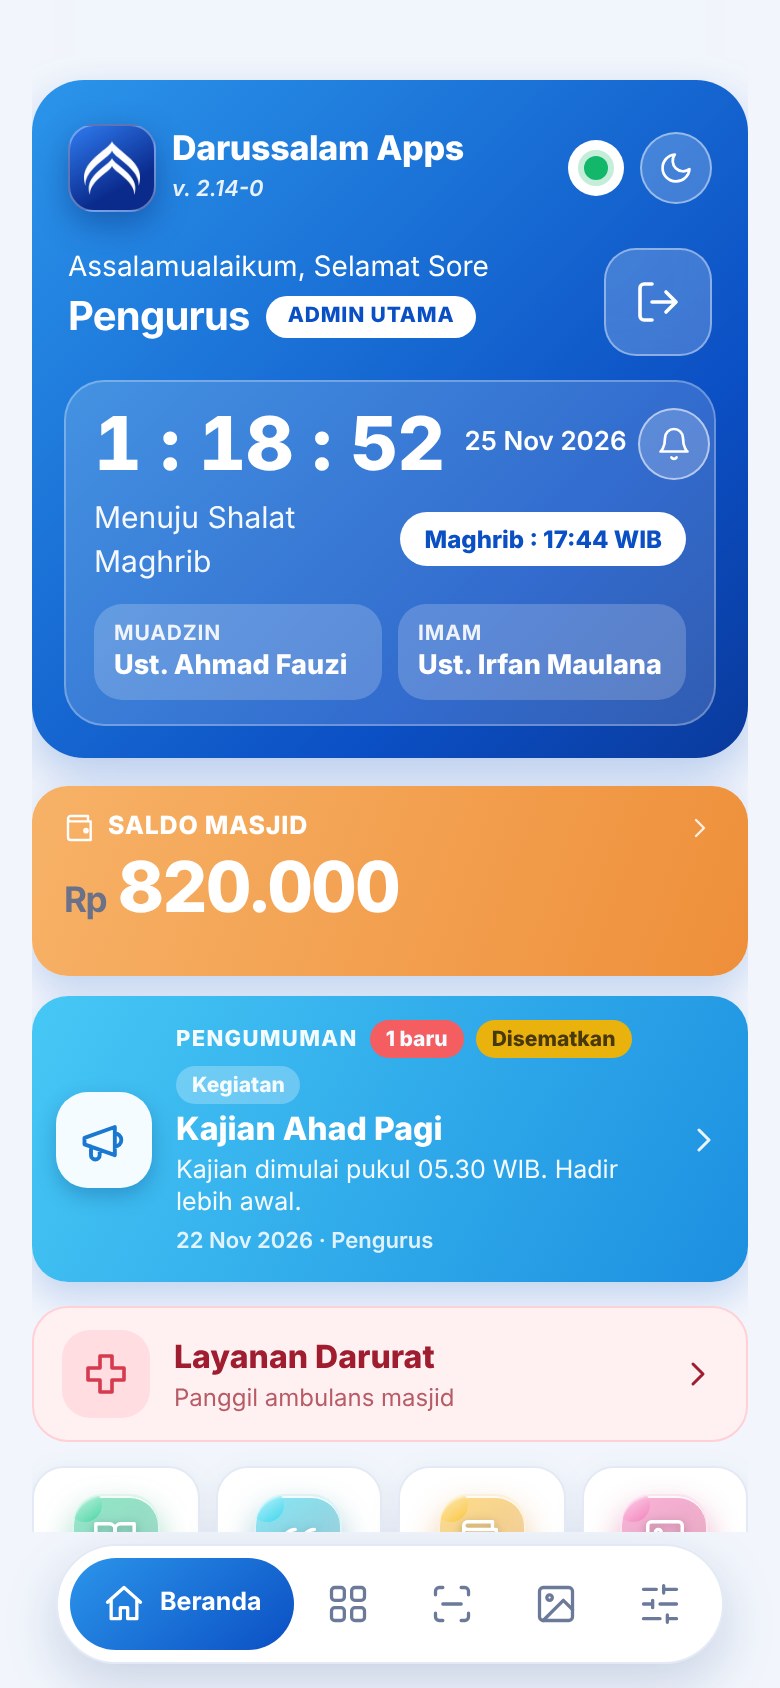 Darussalam Apps
v. 2.14-0
Assalamualaikum, Selamat Sore
Pengurus ADMIN UTAMA
1 : 18 : 52 25 Nov 2026
Menuju Shalat
Maghrib
Maghrib : 17:44 WIB
MUADZIN
Ust. Ahmad Fauzi
IMAM
Ust. Irfan Maulana
SALDO MASJID
Rp 820.000
PENGUMUMAN 1 baru Disematkan
Kegiatan
Kajian Ahad Pagi
Kajian dimulai pukul 05.30 WIB. Hadir
lebih awal.
22 Nov 2026 · Pengurus
Layanan Darurat
Panggil ambulans masjid
Beranda